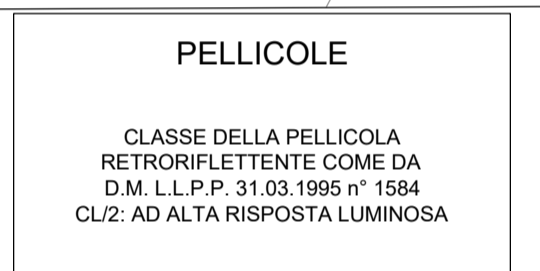 PELLICOLE
CLASSE DELLA PELLICOLA
RETRORIFLETTENTE COME DA
D.M. L.L.P.P. 31.03.1995 n° 1584
CL/2: AD ALTA RISPOSTA LUMINOSA